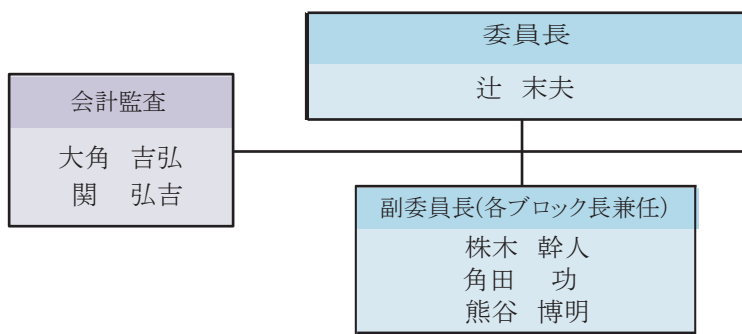 委員長
辻 末夫
会計監査
大角 吉弘
関 弘吉
副委員長(各ブロック長兼任)
株木 幹人
角田 功
熊谷 博明